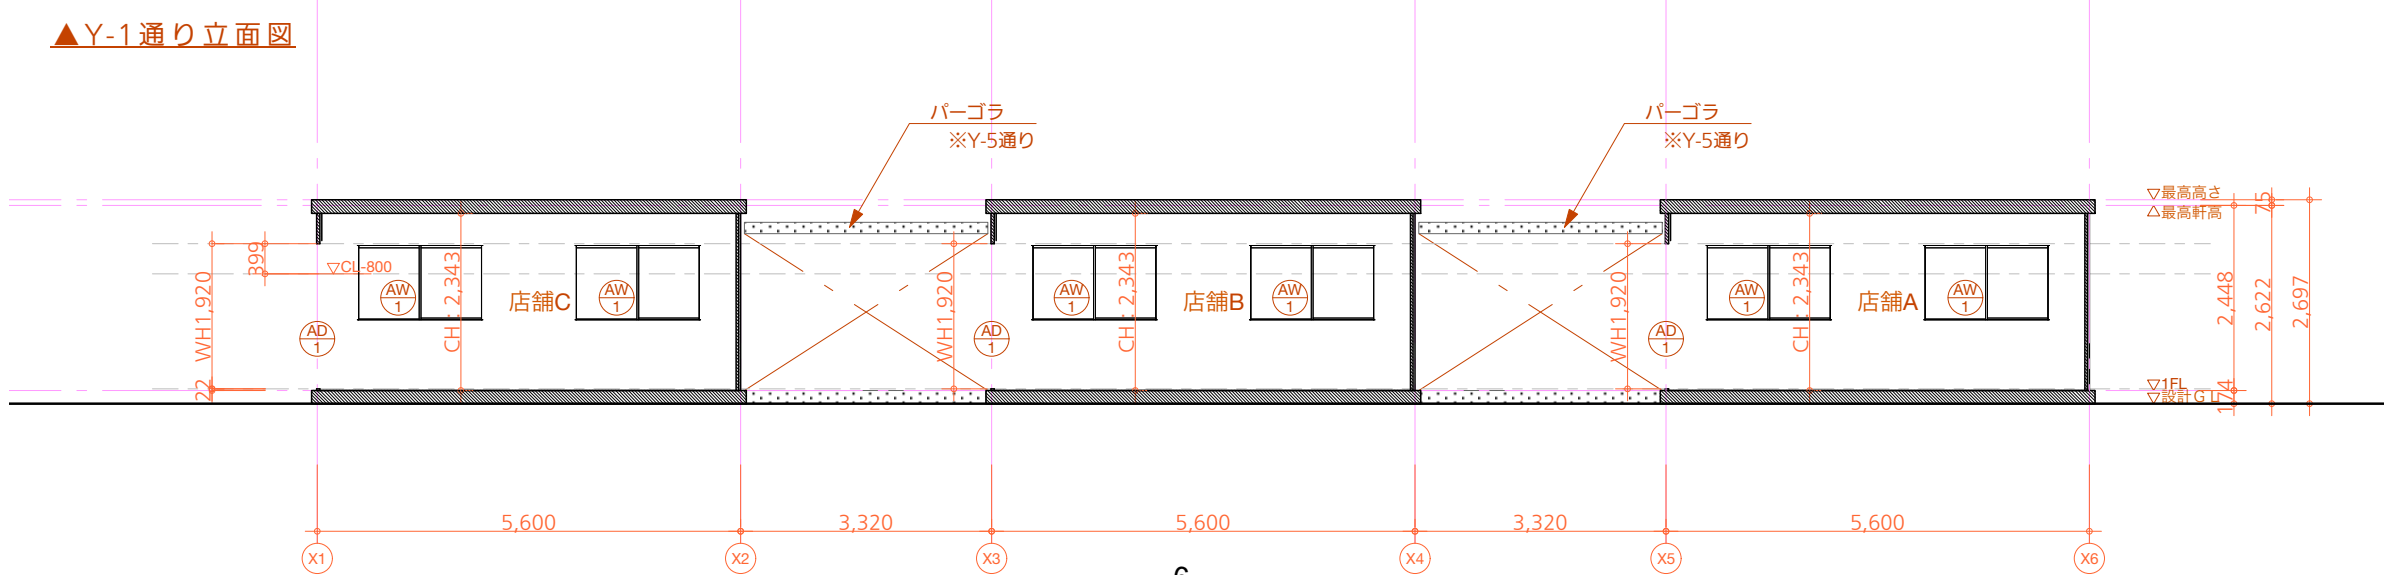 ▲Y-1通り立面図
パーゴラ
※Y-5通り
パーゴラ
※Y-5通り
▽最高高さ
△最高軒高
75
399
▽CL-800
WH1,920
22
AD
1
AW
1
CH：2,343
店舗C
AW
1
WH1,920
AD
1
AW
1
CH：2,343
店舗B
AW
1
WH1,920
AD
1
AW
1
CH：2,343
店舗A
AW
1
2,448
2,622
2,697
▽1FL
▽設計GL
174
5,600
3,320
5,600
3,320
5,600
X1
X2
X3
X4
X5
X6